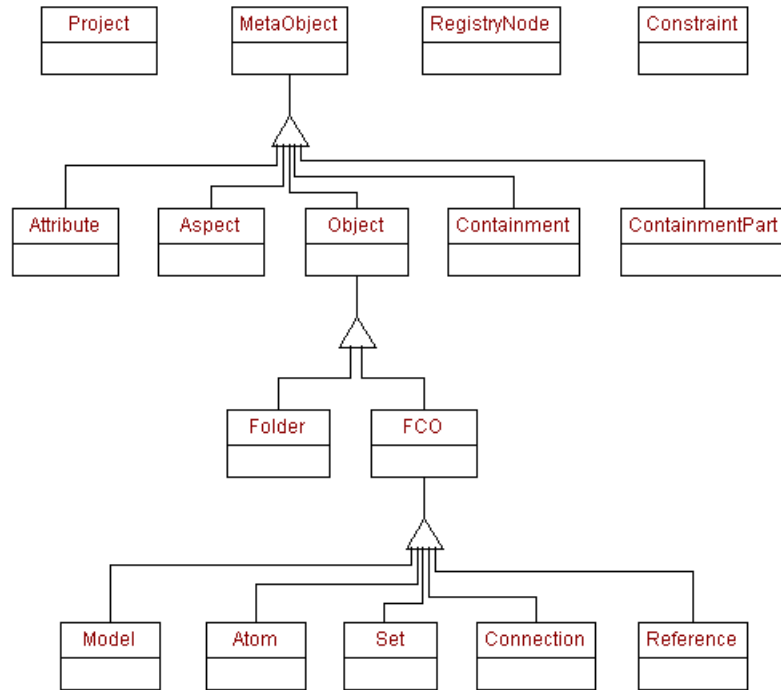 Project MetaObject RegistryNode Constraint
Attribute Aspect Object Containment ContainmentPart
Folder FCO
Model Atom Set Connection Reference